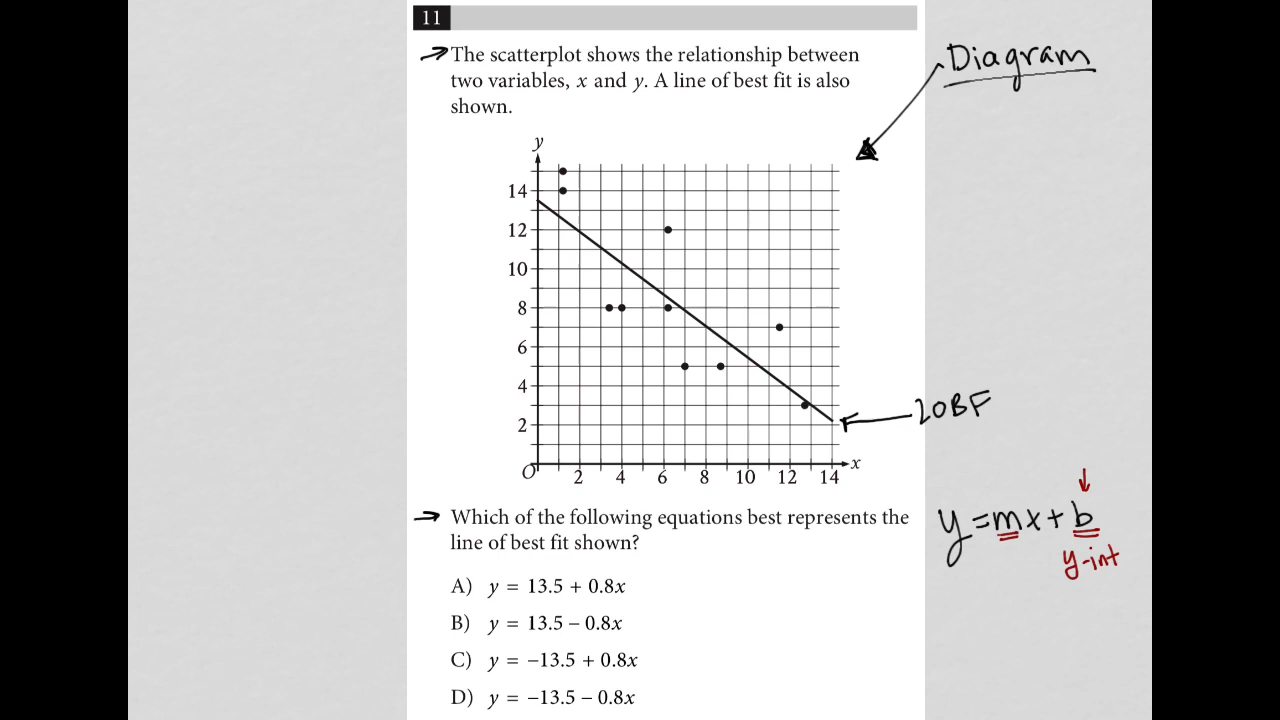 11
The scatterplot shows the relationship between
two variables, x and y. A line of best fit is also
shown.
Diagram
y
14
12
10
8
6
4
2
O
2 4 6 8 10 12 14
x
LOBF
Which of the following equations best represents the
line of best fit shown?
y = mx + b
y-int
A) y = 13.5 + 0.8x
B) y = 13.5 – 0.8x
C) y = –13.5 + 0.8x
D) y = –13.5 – 0.8x